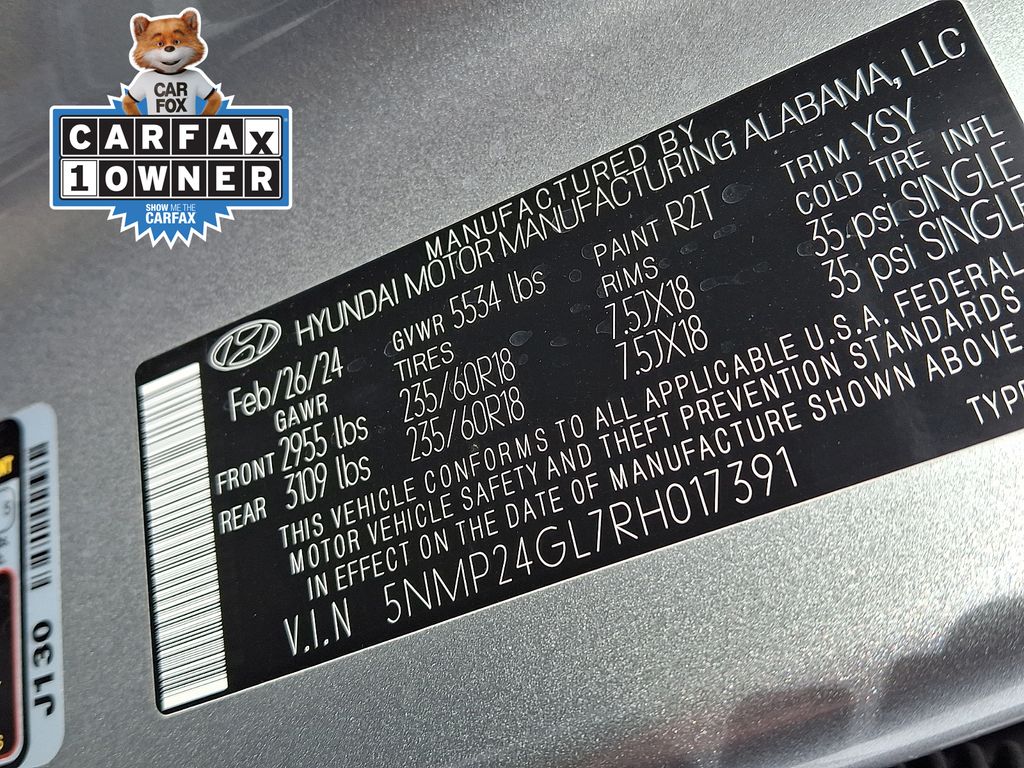 CAR
FOX
CARFAX
1 OWNER
SHOW ME THE
CARFAX
MANUFACTURED BY
HYUNDAI MOTOR MANUFACTURING ALABAMA, LLC
Feb/26/24 GVWR 5534 lbs PAINT R2T TRIM YSY
GAWR TIRES RIMS COLD TIRE INFL
FRONT 2955 lbs 235/60R18 7.5JX18 35 psi SINGLE
REAR 3109 lbs 235/60R18 7.5JX18 35 psi SINGLE
THIS VEHICLE CONFORMS TO ALL APPLICABLE U.S.A. FEDERAL
MOTOR VEHICLE SAFETY AND THEFT PREVENTION STANDARDS
IN EFFECT ON THE DATE OF MANUFACTURE SHOWN ABOVE.
V.I.N 5NMP24GL7RH017391 TYPE
J130